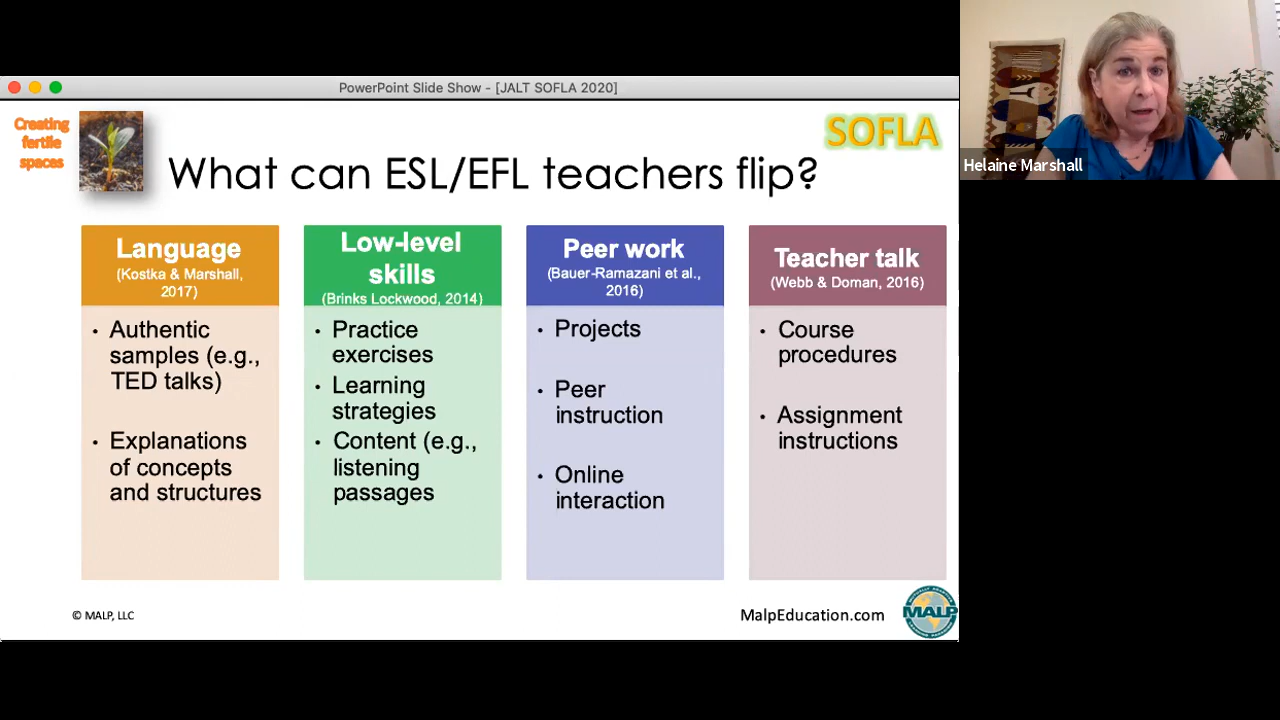 PowerPoint Slide Show - [JALT SOFLA 2020]
Creating
fertile
spaces
SOFLA
What can ESL/EFL teachers flip?
Language
(Kostka & Marshall,
2017)
• Authentic
samples (e.g.,
TED talks)
• Explanations
of concepts
and structures
Low-level
skills
(Brinks Lockwood, 2014)
• Practice
exercises
• Learning
strategies
• Content (e.g.,
listening
passages
Peer work
(Bauer-Ramazani et al.,
2016)
• Projects
• Peer
instruction
• Online
interaction
Teacher talk
(Webb & Doman, 2016)
• Course
procedures
• Assignment
instructions
© MALP, LLC
MalpEducation.com
MALP
Helaine Marshall